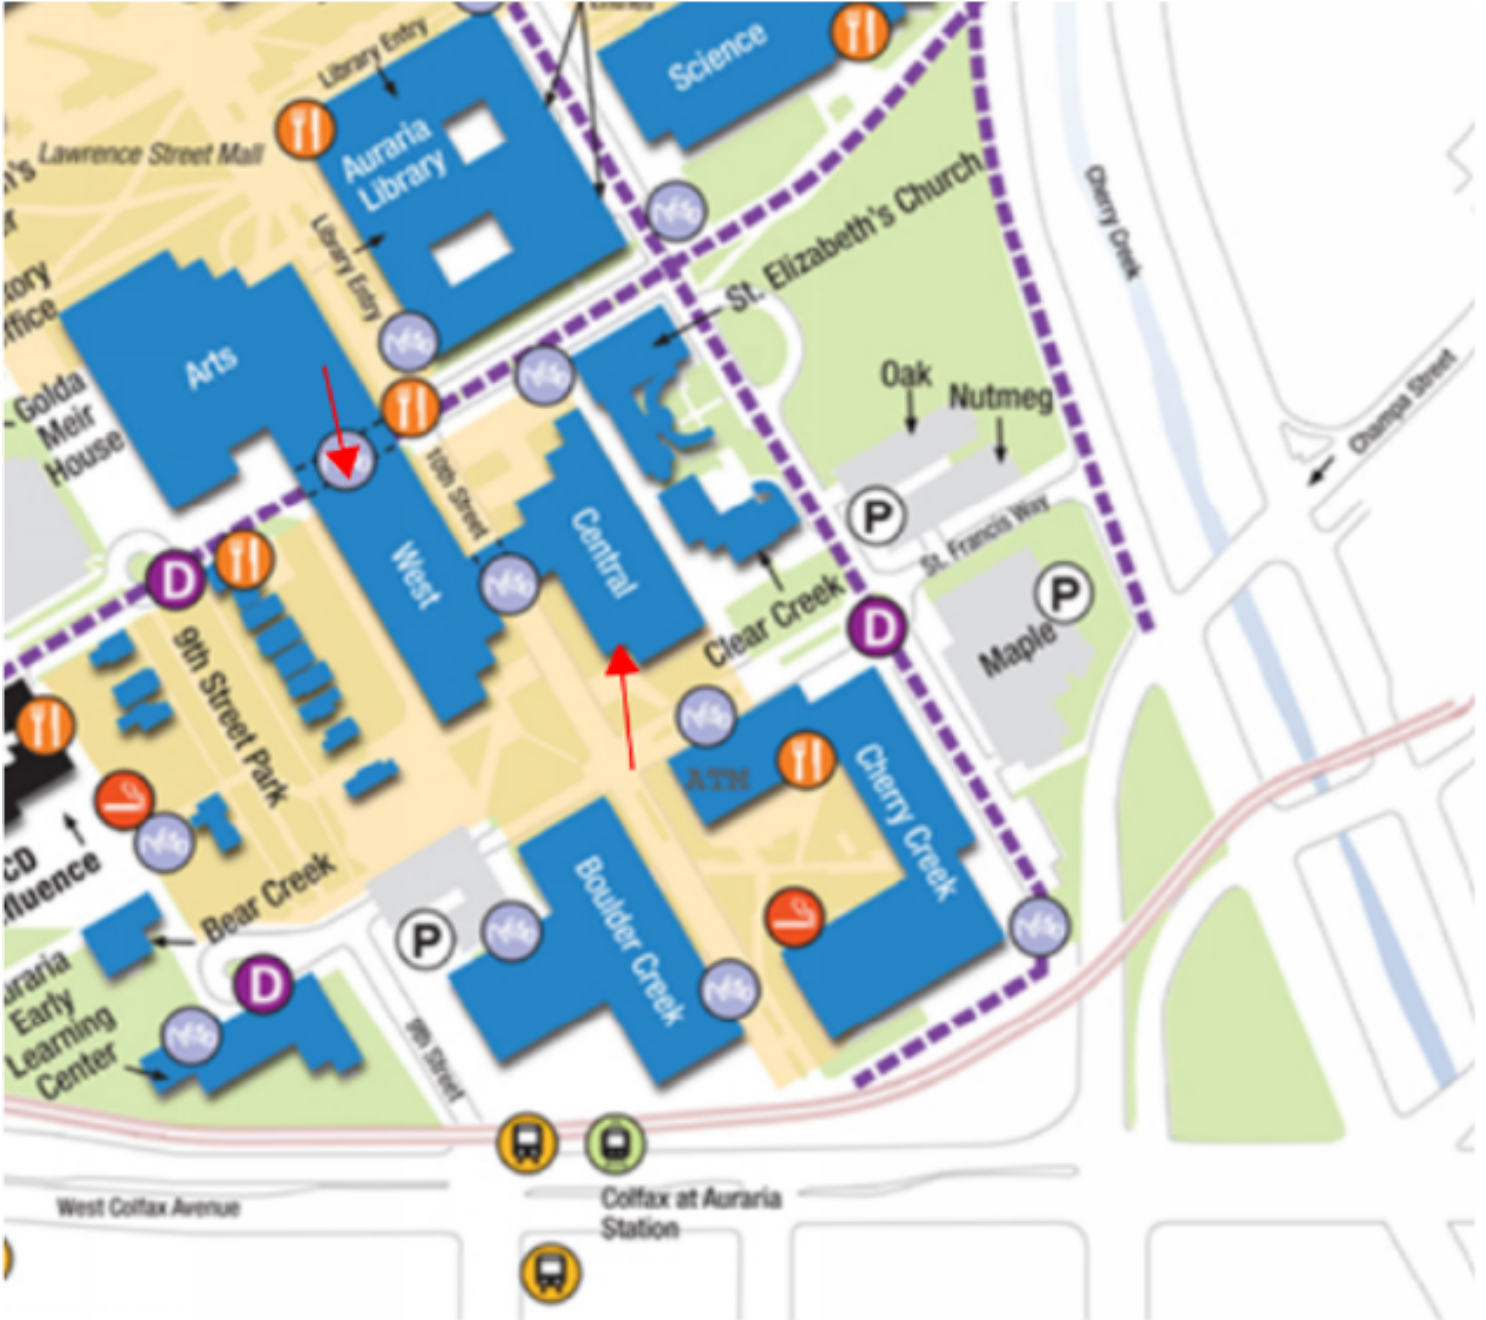 Library Entry
Science
Auraria
Library
Lawrence Street Mall
Library Entry
St. Elizabeth's Church
Cherry Creek
Arts
Golda
Meir
House
Oak
Nutmeg
Champa Street
10th Street
West
Central
St. Francis Way
Clear Creek
P
P
D
D
Maple
9th Street Park
ATM
Cherry Creek
Boulder Creek
Bear Creek
P
D
Early
Learning
Center
9th Street
West Colfax Avenue
Colfax at Auraria
Station